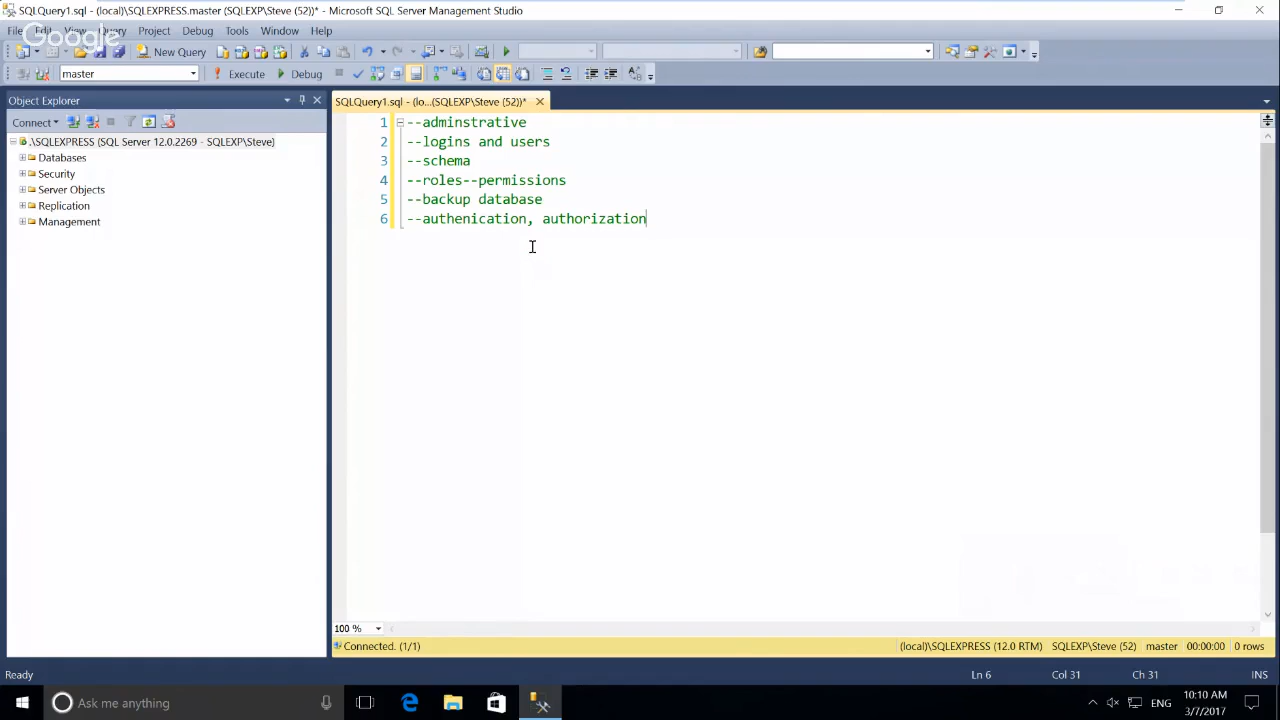 SQLQuery1.sql - (local)\SQLEXPRESS.master (SQLEXP\Steve (52))* - Microsoft SQL Server Management Studio
File Edit View Query Project Debug Tools Window Help
Google
New Query
master Execute Debug
Object Explorer
SQLQuery1.sql - (lo...(SQLEXP\Steve (52))*
Connect
.\SQLEXPRESS (SQL Server 12.0.2269 - SQLEXP\Steve)
Databases
Security
Server Objects
Replication
Management
1 --adminstrative
2 --logins and users
3 --schema
4 --roles--permissions
5 --backup database
6 --authenication, authorization
100 %
Connected. (1/1) (local)\SQLEXPRESS (12.0 RTM) SQLEXP\Steve (52) master 00:00:00 0 rows
Ready Ln 6 Col 31 Ch 31 INS
Ask me anything ENG
10:10 AM
3/7/2017